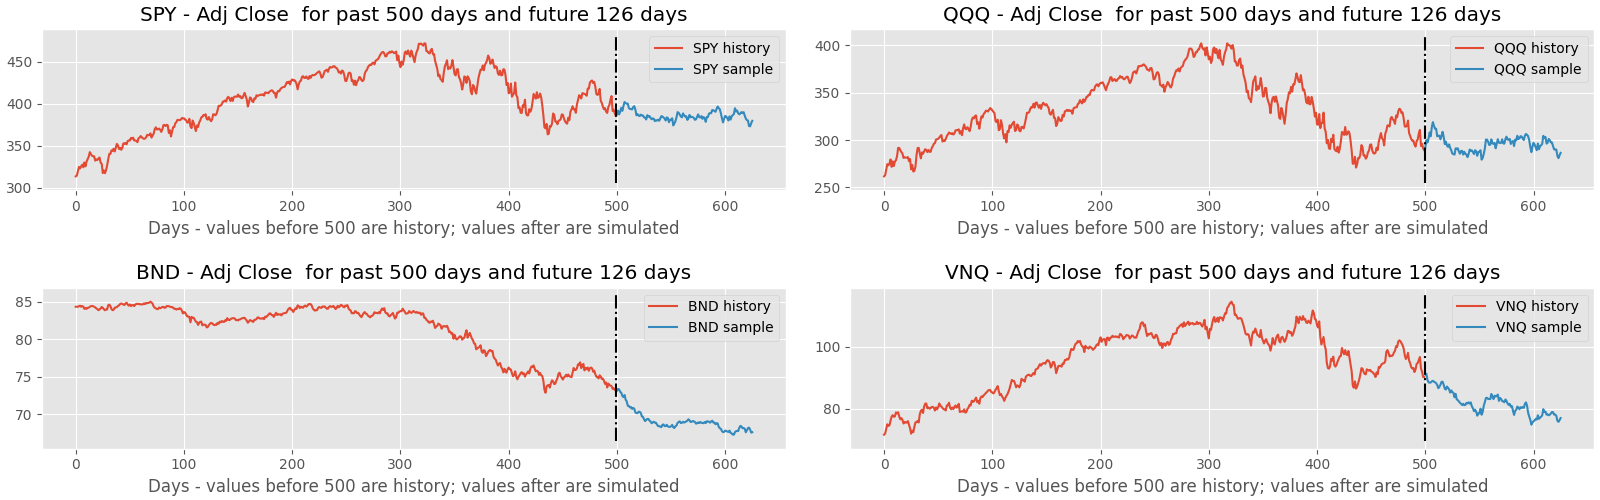 SPY - Adj Close  for past 500 days and future 126 days
450
400
350
300
SPY history
SPY sample
0 100 200 300 400 500 600
Days - values before 500 are history; values after are simulated
QQQ - Adj Close  for past 500 days and future 126 days
400
350
300
250
QQQ history
QQQ sample
0 100 200 300 400 500 600
Days - values before 500 are history; values after are simulated
BND - Adj Close  for past 500 days and future 126 days
85
80
75
70
BND history
BND sample
0 100 200 300 400 500 600
Days - values before 500 are history; values after are simulated
VNQ - Adj Close  for past 500 days and future 126 days
100
80
VNQ history
VNQ sample
0 100 200 300 400 500 600
Days - values before 500 are history; values after are simulated